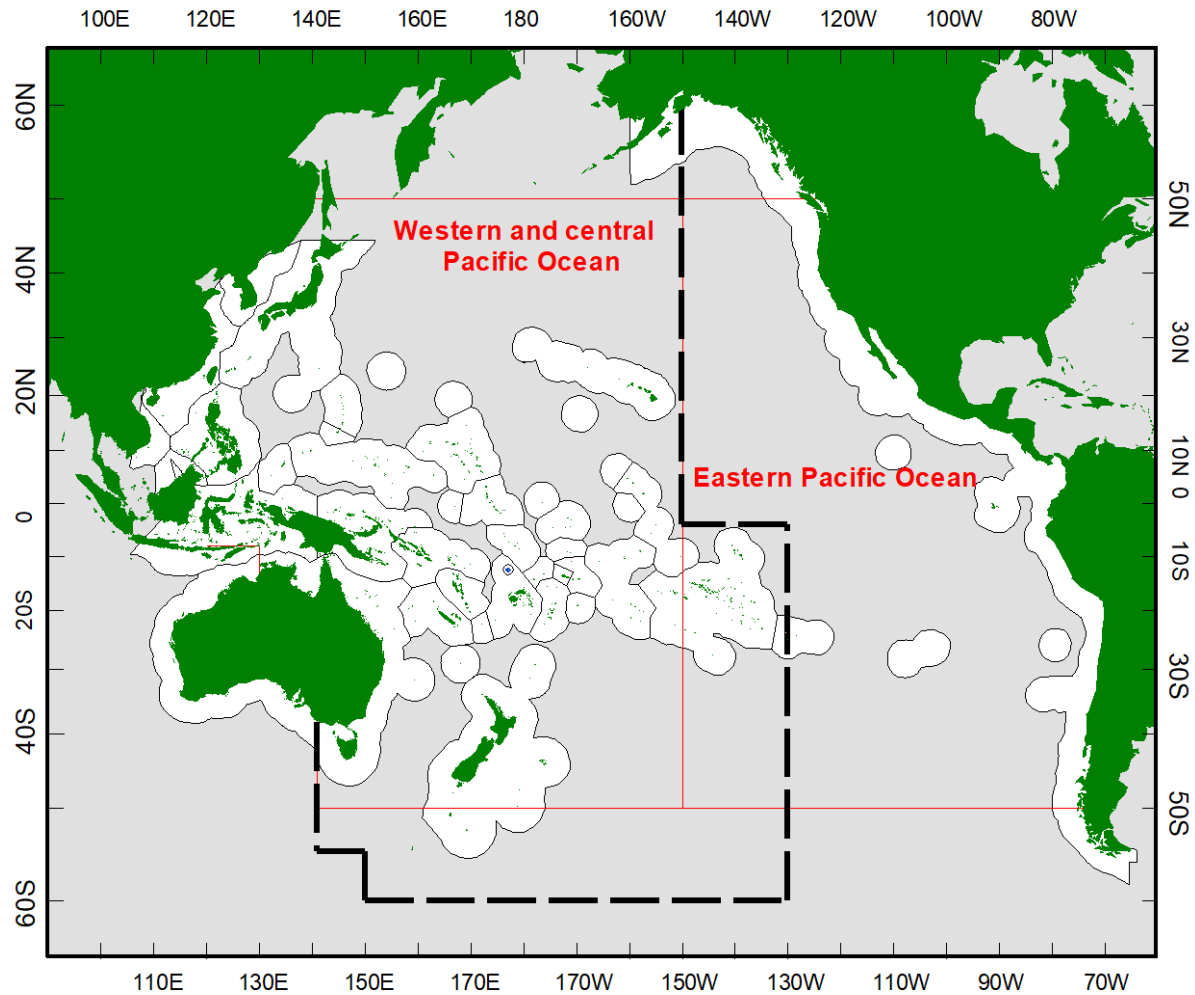 100E 120E 140E 160E 180 160W 140W 120W 100W 80W
60N
50N
Western and central
Pacific Ocean
40N
30N
20N
10N
Eastern Pacific Ocean
0
0
10S
20S
30S
40S
50S
60S
110E 130E 150E 170E 170W 150W 130W 110W 90W 70W